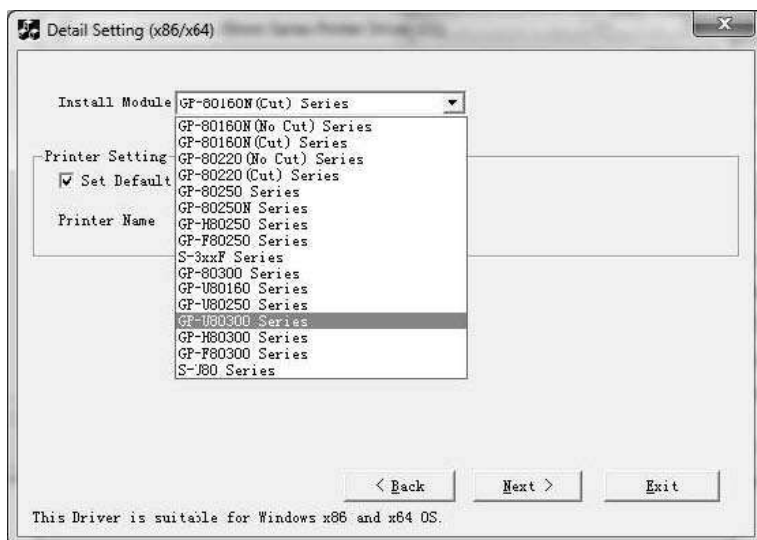 Detail Setting (x86/x64)
Install Module GP-80160N(Cut) Series
GP-80160N(No Cut) Series
GP-80160N(Cut) Series
Printer Setting GP-80220(No Cut) Series
Set Default GP-80220(Cut) Series
GP-80250 Series
GP-80250N Series
Printer Name GP-H80250 Series
GP-F80250 Series
S-3xxF Series
GP-80300 Series
GP-U80160 Series
GP-U80250 Series
GP-U80300 Series
GP-H80300 Series
GP-F80300 Series
S-J80 Series
< Back Next > Exit
This Driver is suitable for Windows x86 and x64 OS.